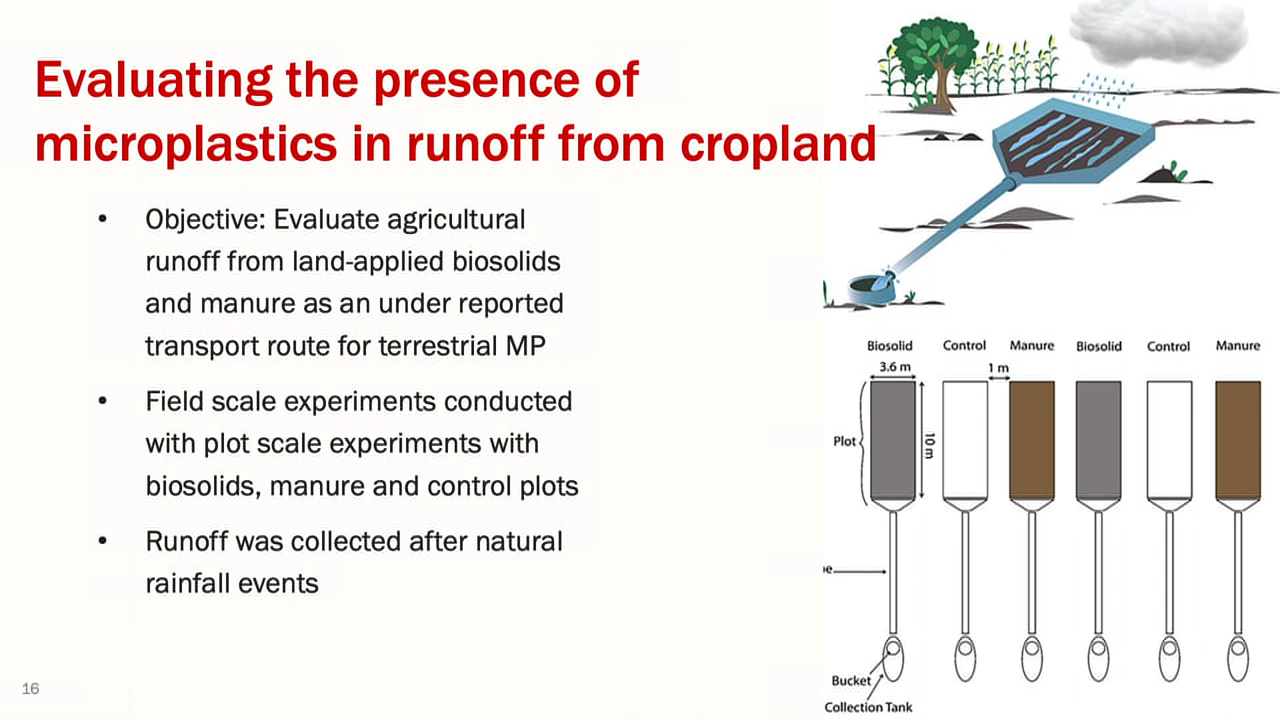 Evaluating the presence of
microplastics in runoff from cropland
• Objective: Evaluate agricultural
runoff from land-applied biosolids
and manure as an under reported
transport route for terrestrial MP
• Field scale experiments conducted
with plot scale experiments with
biosolids, manure and control plots
• Runoff was collected after natural
rainfall events
16
Biosolid Control Manure Biosolid Control Manure
3.6 m 1 m
Plot
10 m
Bucket
Collection Tank